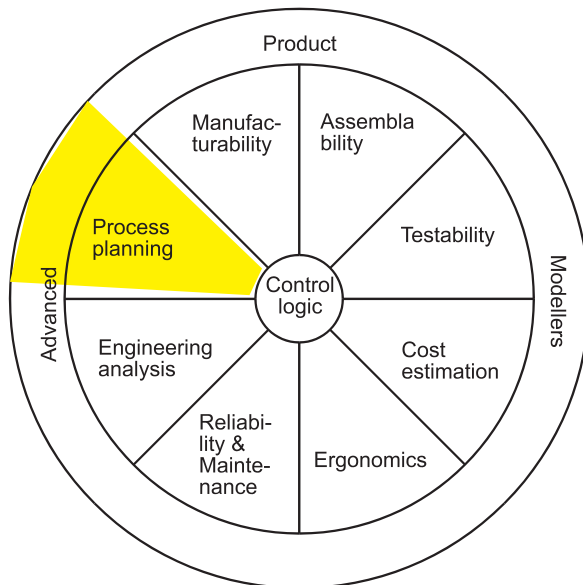 Product
Manufac-
turability
Assembla
bility
Process
planning
Testability
Advanced
Control
logic
Modellers
Engineering
analysis
Cost
estimation
Reliabi-
lity &
Mainte-
nance
Ergonomics